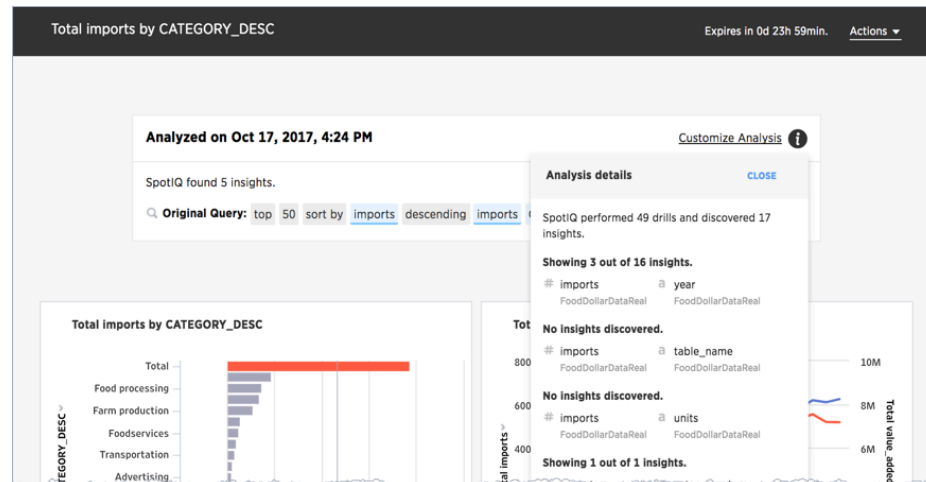 Total imports by CATEGORY_DESC
Expires in 0d 23h 59min.
Actions
Analyzed on Oct 17, 2017, 4:24 PM
Customize Analysis
SpotIQ found 5 insights.
Original Query: top 50 sort by imports descending imports
Analysis details
CLOSE
SpotIQ performed 49 drills and discovered 17
insights.
Showing 3 out of 16 insights.
# imports a year
FoodDollarDataReal FoodDollarDataReal
No insights discovered.
# imports a table_name
FoodDollarDataReal FoodDollarDataReal
No insights discovered.
# imports a units
FoodDollarDataReal FoodDollarDataReal
Showing 1 out of 1 insights.
Total imports by CATEGORY_DESC
Total
Food processing
Farm production
Foodservices
Transportation
Advertising
EGORY_DESC
Tot
800
600
400
tal imports
10M
8M
6M
Total value_added